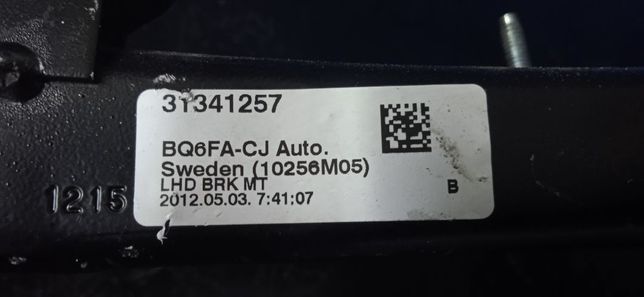 31341257
BQ6FA-CJ Auto.
Sweden (10256M05)
LHD BRK MT
2012.05.03. 7:41:07
B
1215